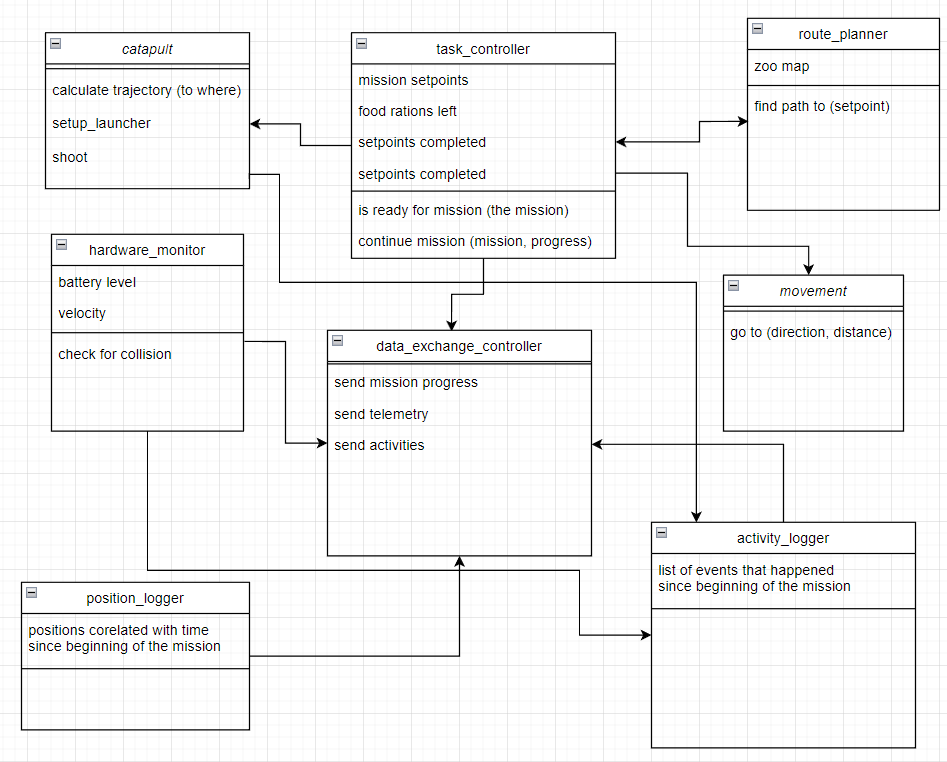 catapult
calculate trajectory (to where)
setup_launcher
shoot
task_controller
mission setpoints
food rations left
setpoints completed
setpoints completed
is ready for mission (the mission)
continue mission (mission, progress)
route_planner
zoo map
find path to (setpoint)
hardware_monitor
battery level
velocity
check for collision
data_exchange_controller
send mission progress
send telemetry
send activities
movement
go to (direction, distance)
position_logger
positions corelated with time
since beginning of the mission
activity_logger
list of events that happened
since beginning of the mission